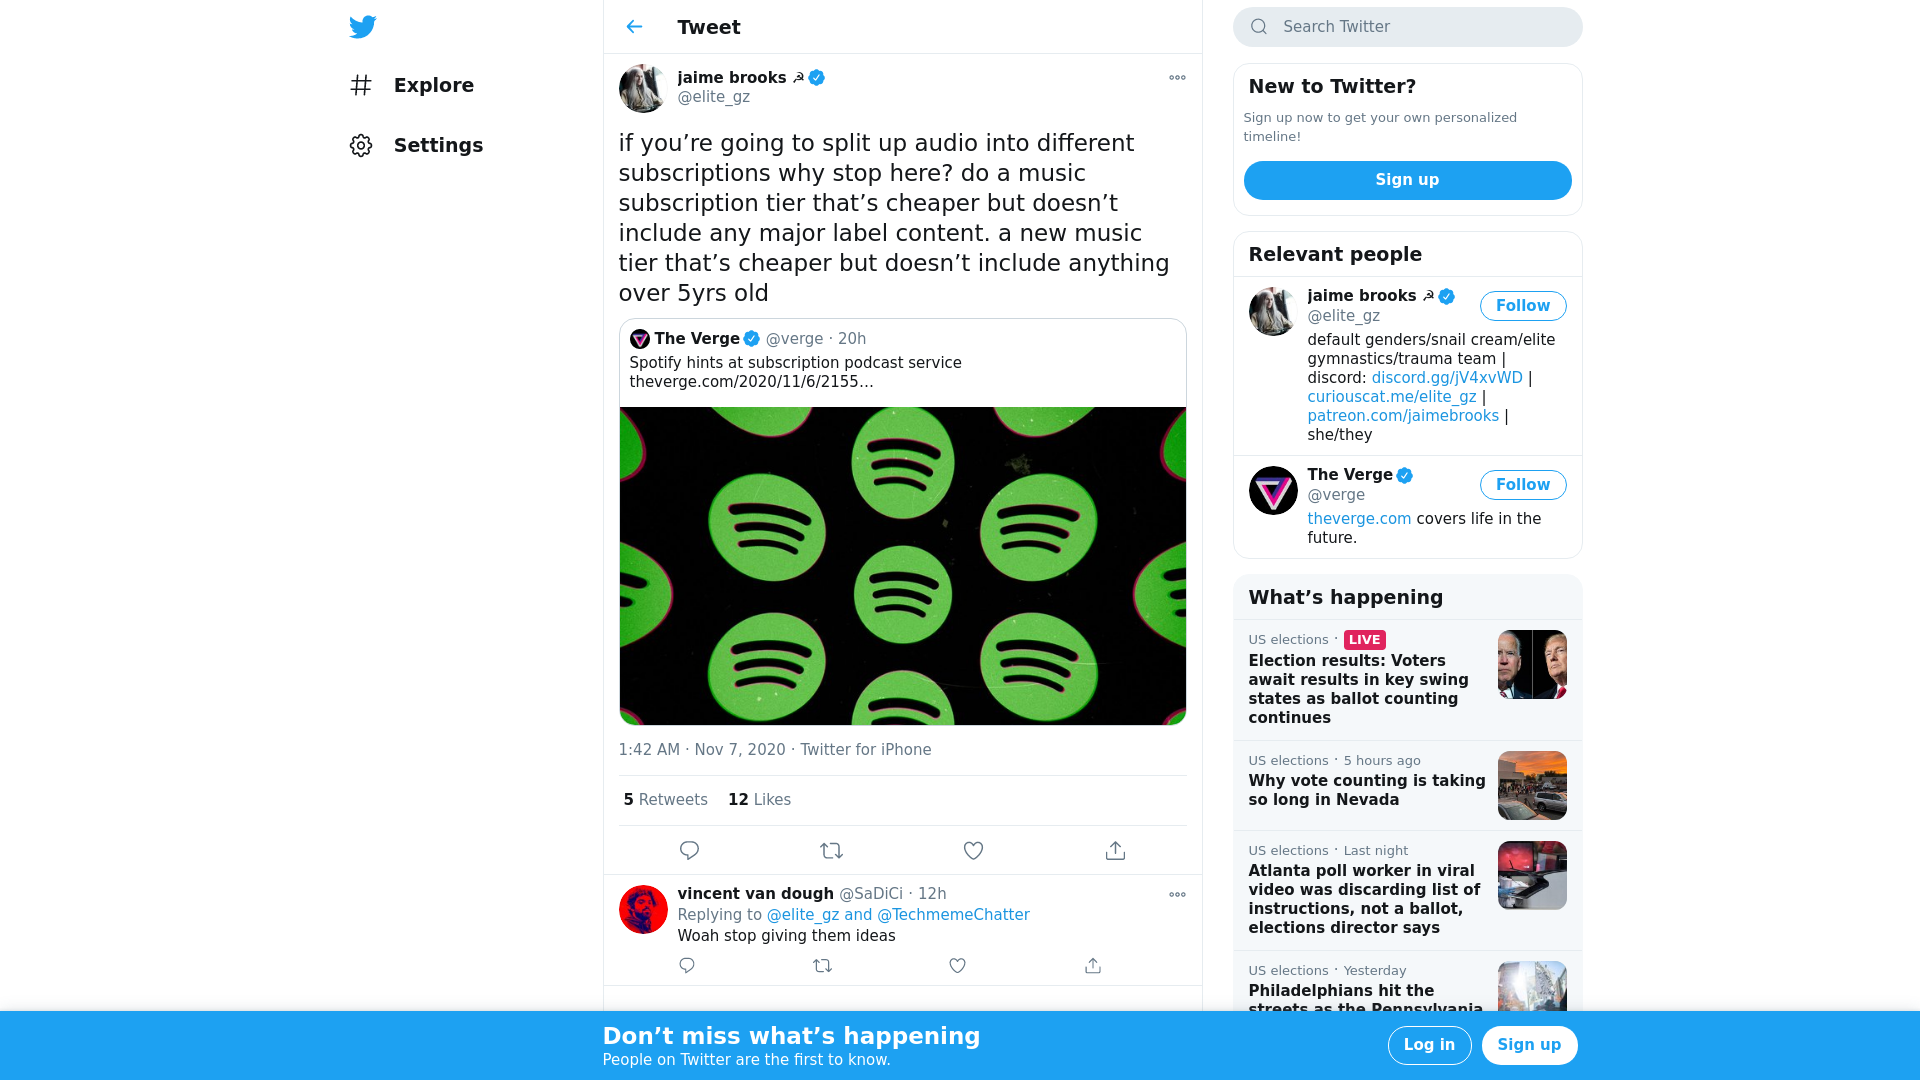 Explore
Settings
Tweet
jaime brooks ☭
@elite_gz
if you’re going to split up audio into different
subscriptions why stop here? do a music
subscription tier that’s cheaper but doesn’t
include any major label content. a new music
tier that’s cheaper but doesn’t include anything
over 5yrs old
The Verge @verge · 20h
Spotify hints at subscription podcast service
theverge.com/2020/11/6/2155…
1:42 AM · Nov 7, 2020 · Twitter for iPhone
5 Retweets 12 Likes
vincent van dough @SaDiCi · 12h
Replying to @elite_gz and @TechmemeChatter
Woah stop giving them ideas
Search Twitter
New to Twitter?
Sign up now to get your own personalized
timeline!
Sign up
Relevant people
jaime brooks ☭
Follow
@elite_gz
default genders/snail cream/elite
gymnastics/trauma team |
discord: discord.gg/jV4xvWD |
curiouscat.me/elite_gz |
patreon.com/jaimebrooks |
she/they
The Verge
Follow
@verge
theverge.com covers life in the
future.
What’s happening
US elections · LIVE
Election results: Voters
await results in key swing
states as ballot counting
continues
US elections · 5 hours ago
Why vote counting is taking
so long in Nevada
US elections · Last night
Atlanta poll worker in viral
video was discarding list of
instructions, not a ballot,
elections director says
US elections · Yesterday
Philadelphians hit the
streets as the Pennsylvania
Don’t miss what’s happening
People on Twitter are the first to know.
Log in
Sign up